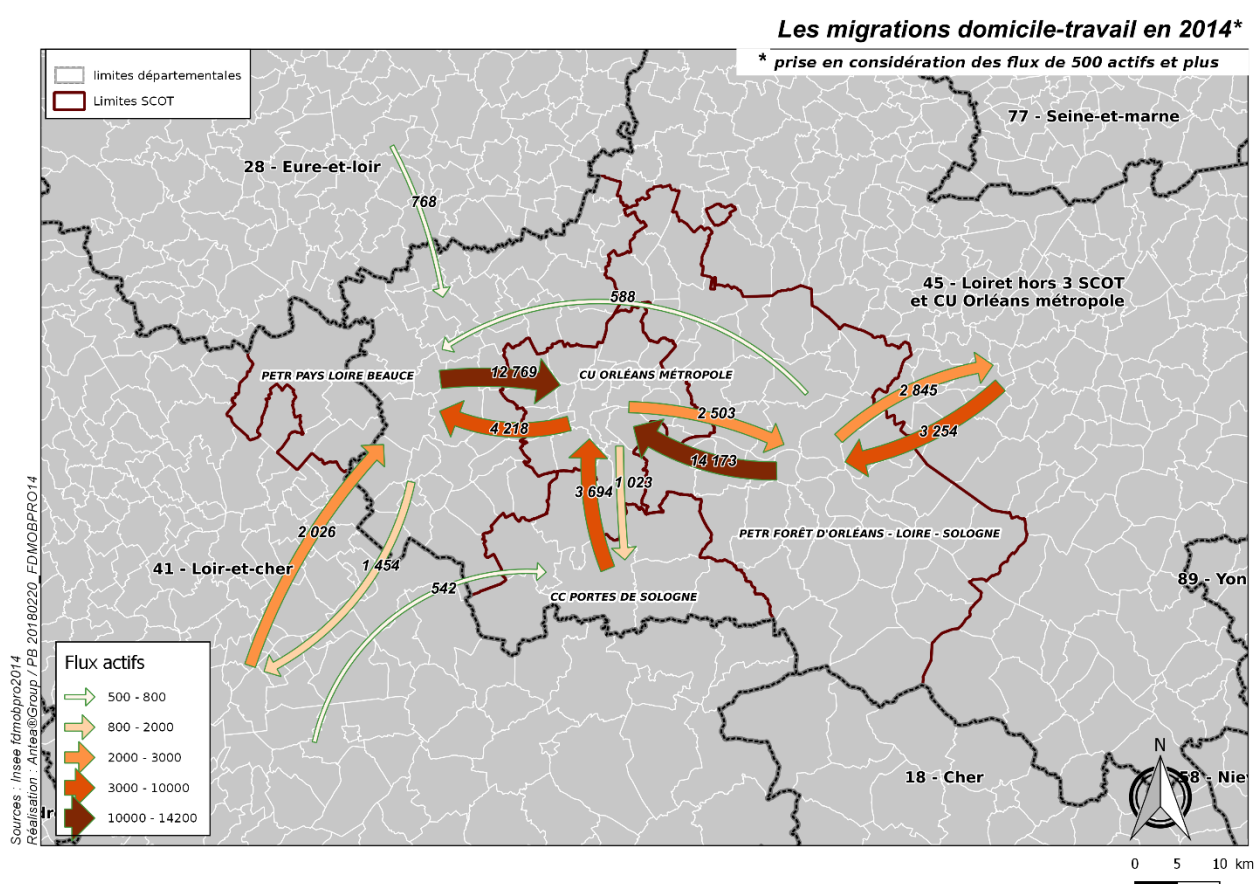 Les migrations domicile-travail en 2014*
* prise en considération des flux de 500 actifs et plus
limites départementales
Limites SCOT
77 - Seine-et-marne
28 - Eure-et-loir
768
45 - Loiret hors 3 SCOT
et CU Orléans métropole
588
PETR PAYS LOIRE BEAUCE
12 769
CU ORLÉANS MÉTROPOLE
2 845
4 218
2 503
3 254
14 173
3 694
1 023
2 026
PETR FORÊT D'ORLÉANS - LOIRE - SOLOGNE
41 - Loir-et-cher
1 454
542
CC PORTES DE SOLOGNE
89 - Yon
Flux actifs
500 - 800
800 - 2000
2000 - 3000
3000 - 10000
10000 - 14200
18 - Cher
N
58 - Nie
Sources : Insee fdmobpro2014
Réalisation : Antea®Group / PB 20180220_FDMOBPRO14
0 5 10 km